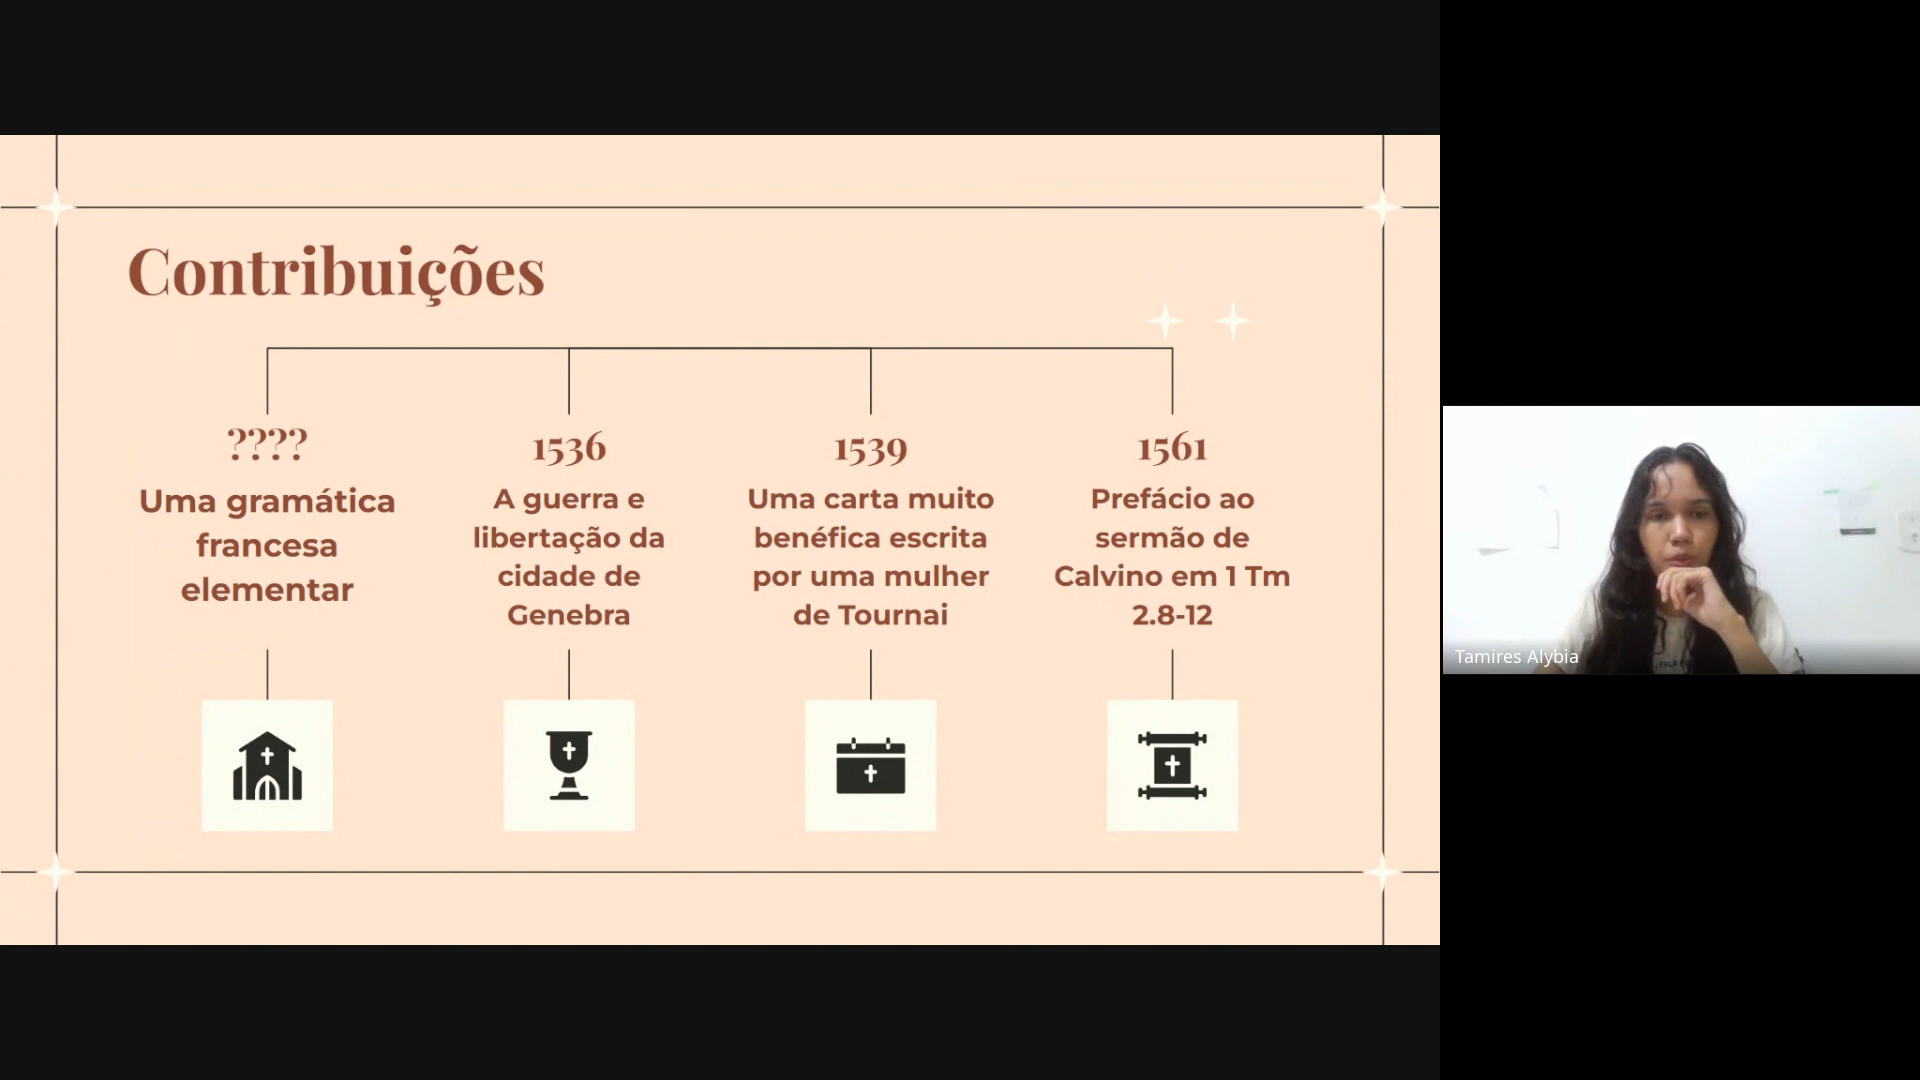 Contribuições
????
Uma gramática
francesa
elementar
1536
A guerra e
libertação da
cidade de
Genebra
1539
Uma carta muito
benéfica escrita
por uma mulher
de Tournai
1561
Prefácio ao
sermão de
Calvino em 1 Tm
2.8-12
Tamires Alybia